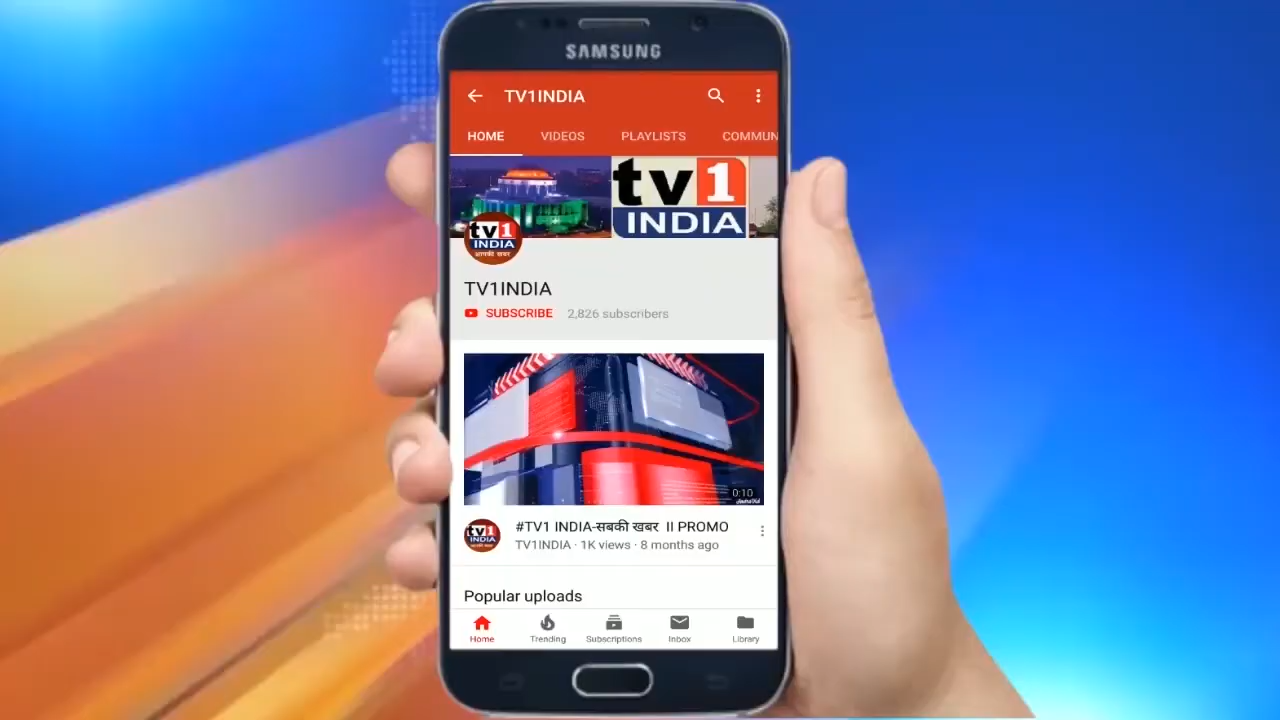 SAMSUNG
TV1INDIA
HOME VIDEOS PLAYLISTS COMMUN
tv1
INDIA
tv1
INDIA
आपकी खबर
TV1INDIA
SUBSCRIBE 2,826 subscribers
0:10
#TV1 INDIA-सबकी खबर II PROMO
TV1INDIA · 1K views · 8 months ago
tv1
INDIA
Popular uploads
Home Trending Subscriptions Inbox Library